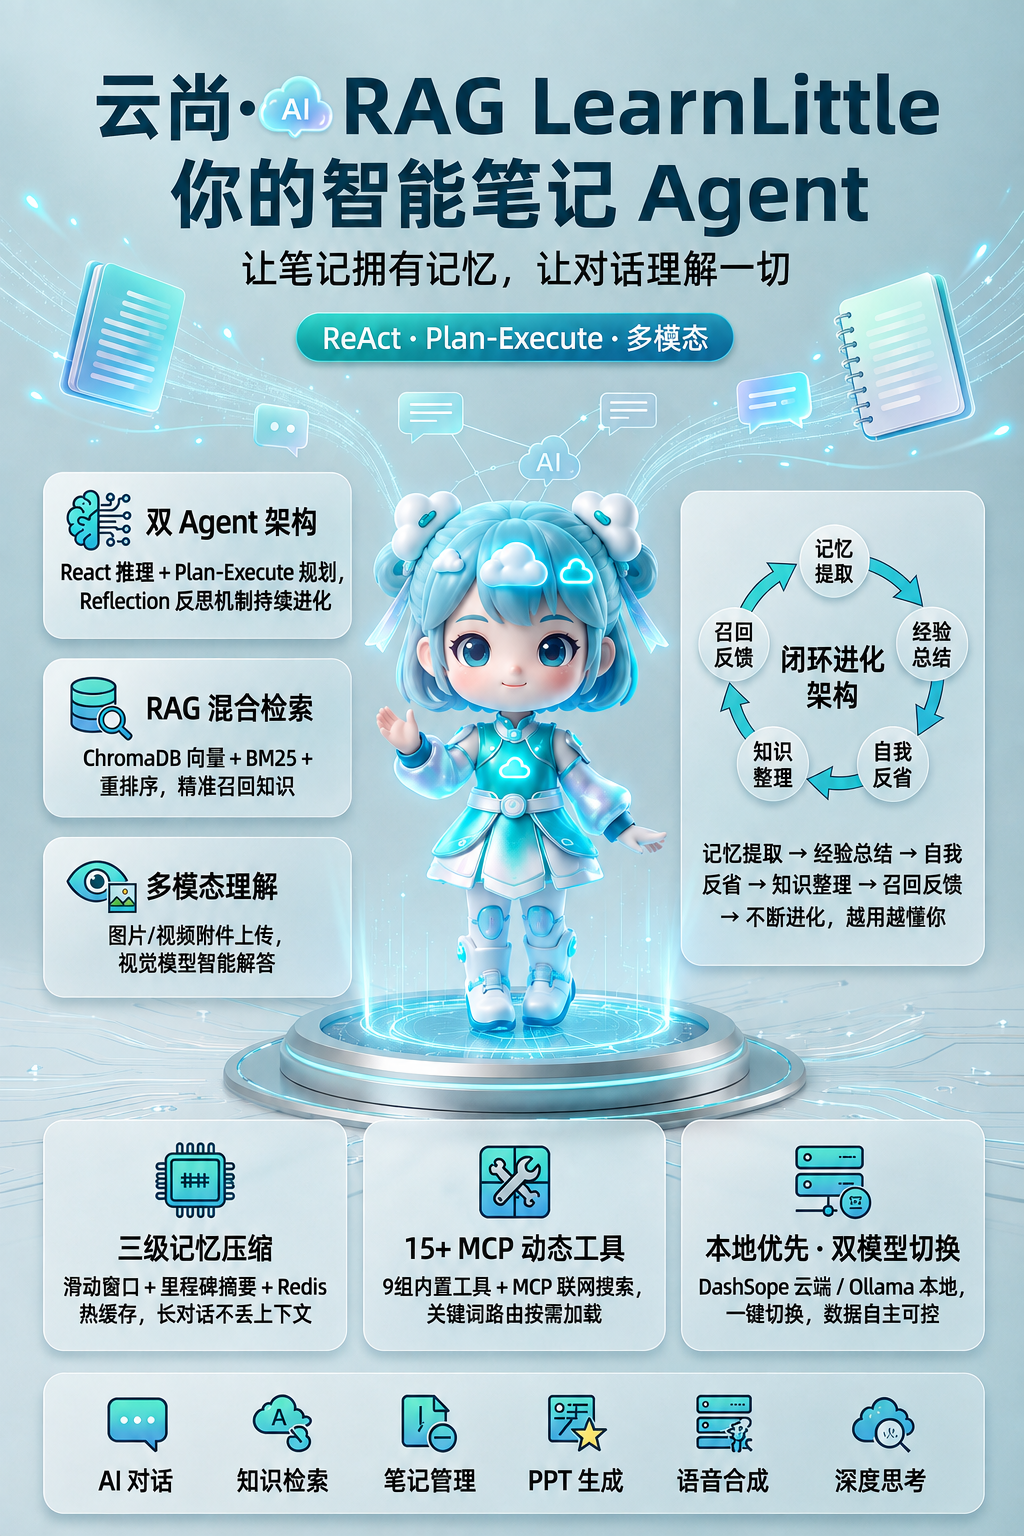 云尚·AI RAG LearnLittle
你的智能笔记 Agent
让笔记拥有记忆，让对话理解一切
ReAct · Plan-Execute · 多模态
AI
双 Agent 架构
React 推理 + Plan-Execute 规划，
Reflection 反思机制持续进化
RAG 混合检索
ChromaDB 向量 + BM25 +
重排序，精准召回知识
多模态理解
图片/视频附件上传，
视觉模型智能解答
记忆
提取
经验
总结
自我
反省
知识
整理
召回
反馈
闭环进化
架构
记忆提取 → 经验总结 → 自我
反省 → 知识整理 → 召回反馈
→ 不断进化，越用越懂你
三级记忆压缩
滑动窗口 + 里程碑摘要 + Redis
热缓存，长对话不丢上下文
15+ MCP 动态工具
9组内置工具 + MCP 联网搜索，
关键词路由按需加载
本地优先 · 双模型切换
DashSope 云端 / Ollama 本地，
一键切换，数据自主可控
A
AI 对话
知识检索
笔记管理
PPT 生成
语音合成
深度思考